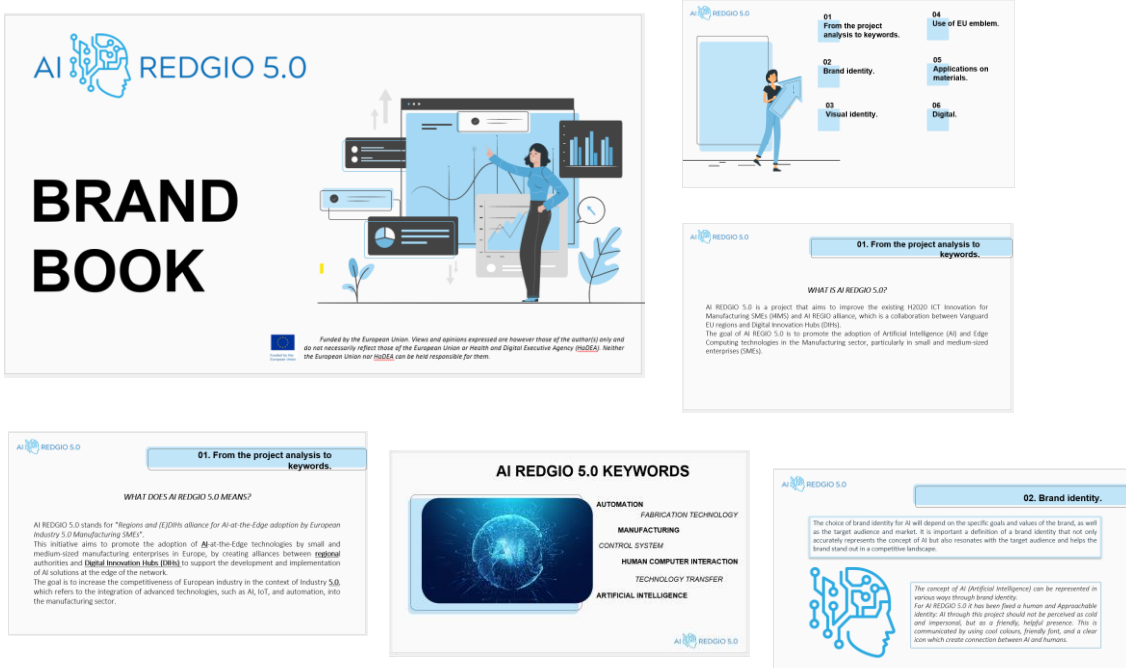 AI REDGIO 5.0
BRAND
BOOK
Funded by the
European Union
Funded by the European Union. Views and opinions expressed are however those of the author(s) only and
do not necessarily reflect those of the European Union or Health and Digital Executive Agency (HaDEA). Neither
the European Union nor HaDEA can be held responsible for them.
AI REDGIO 5.0
01
From the project
analysis to keywords.
02
Brand identity.
03
Visual identity.
04
Use of EU emblem.
05
Applications on
materials.
06
Digital.
AI REDGIO 5.0
01. From the project analysis to
keywords.
WHAT IS AI REDGIO 5.0?
AI REDGIO 5.0 is a project that aims to improve the existing H2020 ICT Innovation for
Manufacturing SMEs (I4MS) and AI REGIO alliance, which is a collaboration between Vanguard
EU regions and Digital Innovation Hubs (DIHs).
The goal of AI REGIO 5.0 is to promote the adoption of Artificial Intelligence (AI) and Edge
Computing technologies in the Manufacturing sector, particularly in small and medium-sized
enterprises (SMEs).
AI REDGIO 5.0
01. From the project analysis to
keywords.
WHAT DOES AI REDGIO 5.0 MEANS?
AI REDGIO 5.0 stands for "Regions and (E)DIHs alliance for AI-at-the-Edge adoption by European
Industry 5.0 Manufacturing SMEs".
This initiative aims to promote the adoption of AI-at-the-Edge technologies by small and
medium-sized manufacturing enterprises in Europe, by creating alliances between regional
authorities and Digital Innovation Hubs (DIHs) to support the development and implementation
of AI solutions at the edge of the network.
The goal is to increase the competitiveness of European industry in the context of Industry 5.0,
which refers to the integration of advanced technologies, such as AI, IoT, and automation, into
the manufacturing sector.
AI REDGIO 5.0 KEYWORDS
AUTOMATION
FABRICATION TECHNOLOGY
MANUFACTURING
CONTROL SYSTEM
HUMAN COMPUTER INTERACTION
TECHNOLOGY TRANSFER
ARTIFICIAL INTELLIGENCE
AI REDGIO 5.0
AI REDGIO 5.0
02. Brand identity.
The choice of brand identity for AI will depend on the specific goals and values of the brand, as well
as the target audience and market. It is important a definition of a brand identity that not only
accurately represents the concept of AI but also resonates with the target audience and helps the
brand stand out in a competitive landscape.
The concept of AI (Artificial Intelligence) can be represented in
various ways through brand identity.
For AI REDGIO 5.0 it has been fixed a human and Approachable
identity: AI through this project should not be perceived as cold
and impersonal, but as a friendly, helpful presence. This is
communicated by using cool colours, friendly font, and a clear
icon which create connection between AI and humans.